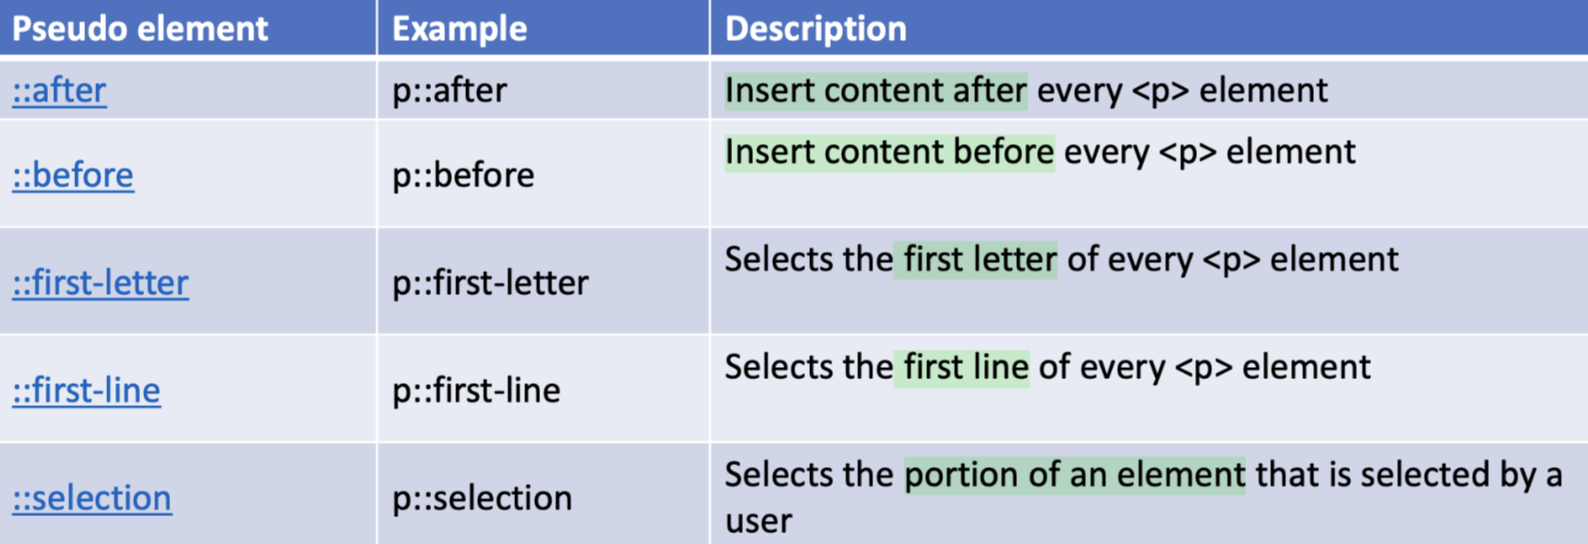 Pseudo element Example Description
::after p::after Insert content after every <p> element
::before p::before Insert content before every <p> element
::first-letter p::first-letter Selects the first letter of every <p> element
::first-line p::first-line Selects the first line of every <p> element
::selection p::selection Selects the portion of an element that is selected by a
user